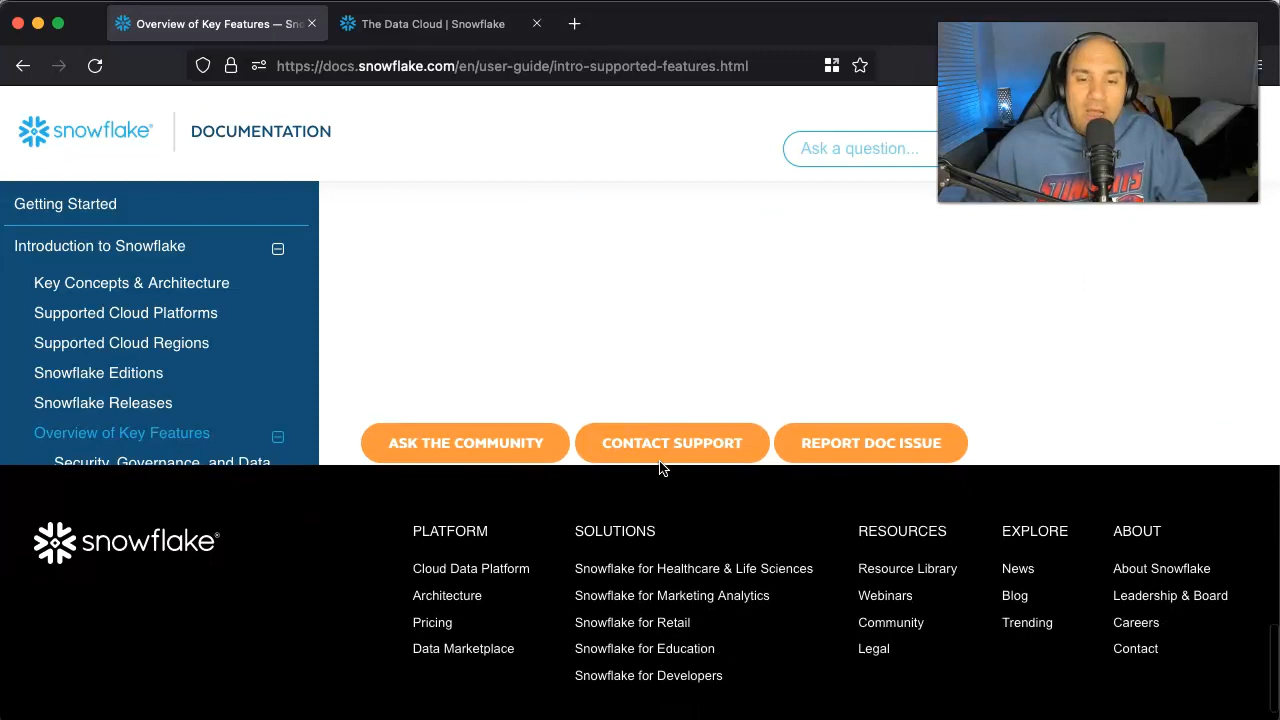 Overview of Key Features — Sno
The Data Cloud | Snowflake
https://docs.snowflake.com/en/user-guide/intro-supported-features.html
snowflake®
DOCUMENTATION
Ask a question...
Getting Started
Introduction to Snowflake
Key Concepts & Architecture
Supported Cloud Platforms
Supported Cloud Regions
Snowflake Editions
Snowflake Releases
Overview of Key Features
Security, Governance, and Data
ASK THE COMMUNITY
CONTACT SUPPORT
REPORT DOC ISSUE
snowflake®
PLATFORM
Cloud Data Platform
Architecture
Pricing
Data Marketplace
SOLUTIONS
Snowflake for Healthcare & Life Sciences
Snowflake for Marketing Analytics
Snowflake for Retail
Snowflake for Education
Snowflake for Developers
RESOURCES
Resource Library
Webinars
Community
Legal
EXPLORE
News
Blog
Trending
ABOUT
About Snowflake
Leadership & Board
Careers
Contact